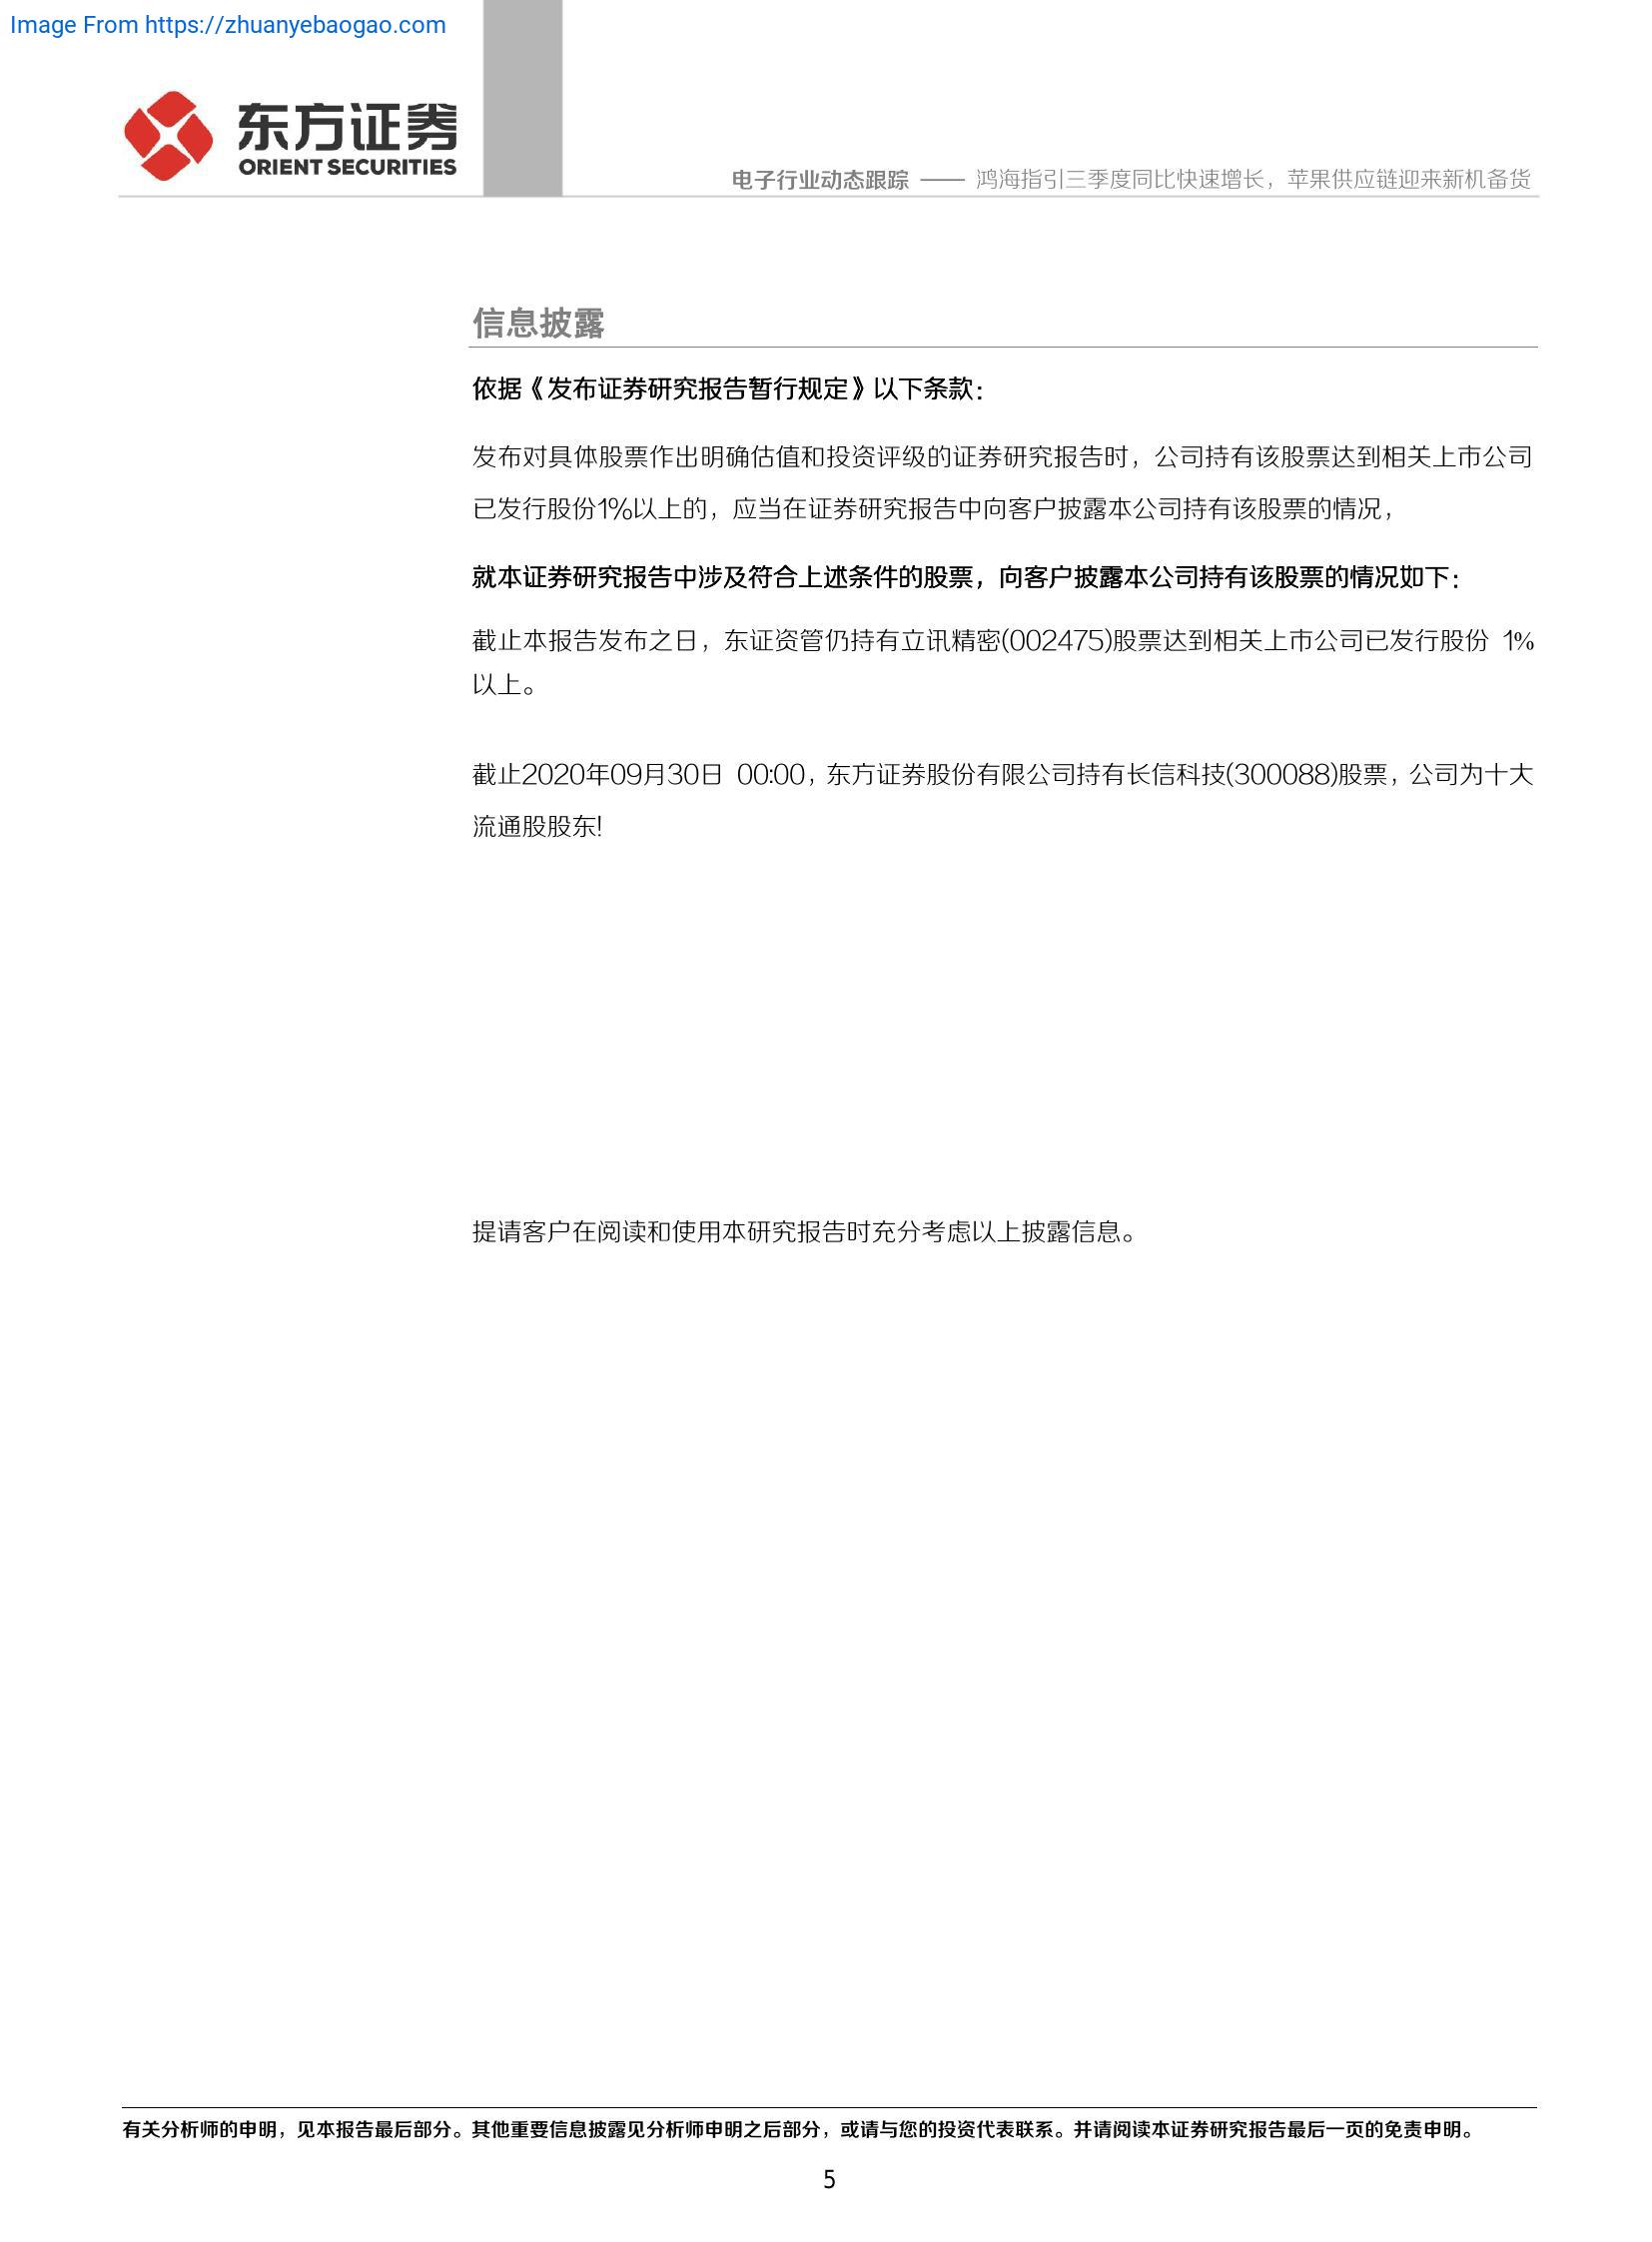 Image From https://zhuanyebaogao.com
东方证券
ORIENT SECURITIES
电子行业动态跟踪 —— 鸿海指引三季度同比快速增长，苹果供应链迎来新机备货
信息披露
依据《发布证券研究报告暂行规定》以下条款：
发布对具体股票作出明确估值和投资评级的证券研究报告时，公司持有该股票达到相关上市公司
已发行股份1%以上的，应当在证券研究报告中向客户披露本公司持有该股票的情况，
就本证券研究报告中涉及符合上述条件的股票，向客户披露本公司持有该股票的情况如下：
截止本报告发布之日，东证资管仍持有立讯精密(002475)股票达到相关上市公司已发行股份 1%
以上。
截止2020年09月30日 00:00，东方证券股份有限公司持有长信科技(300088)股票，公司为十大
流通股股东!
提请客户在阅读和使用本研究报告时充分考虑以上披露信息。
有关分析师的申明，见本报告最后部分。其他重要信息披露见分析师申明之后部分，或请与您的投资代表联系。并请阅读本证券研究报告最后一页的免责申明。
5